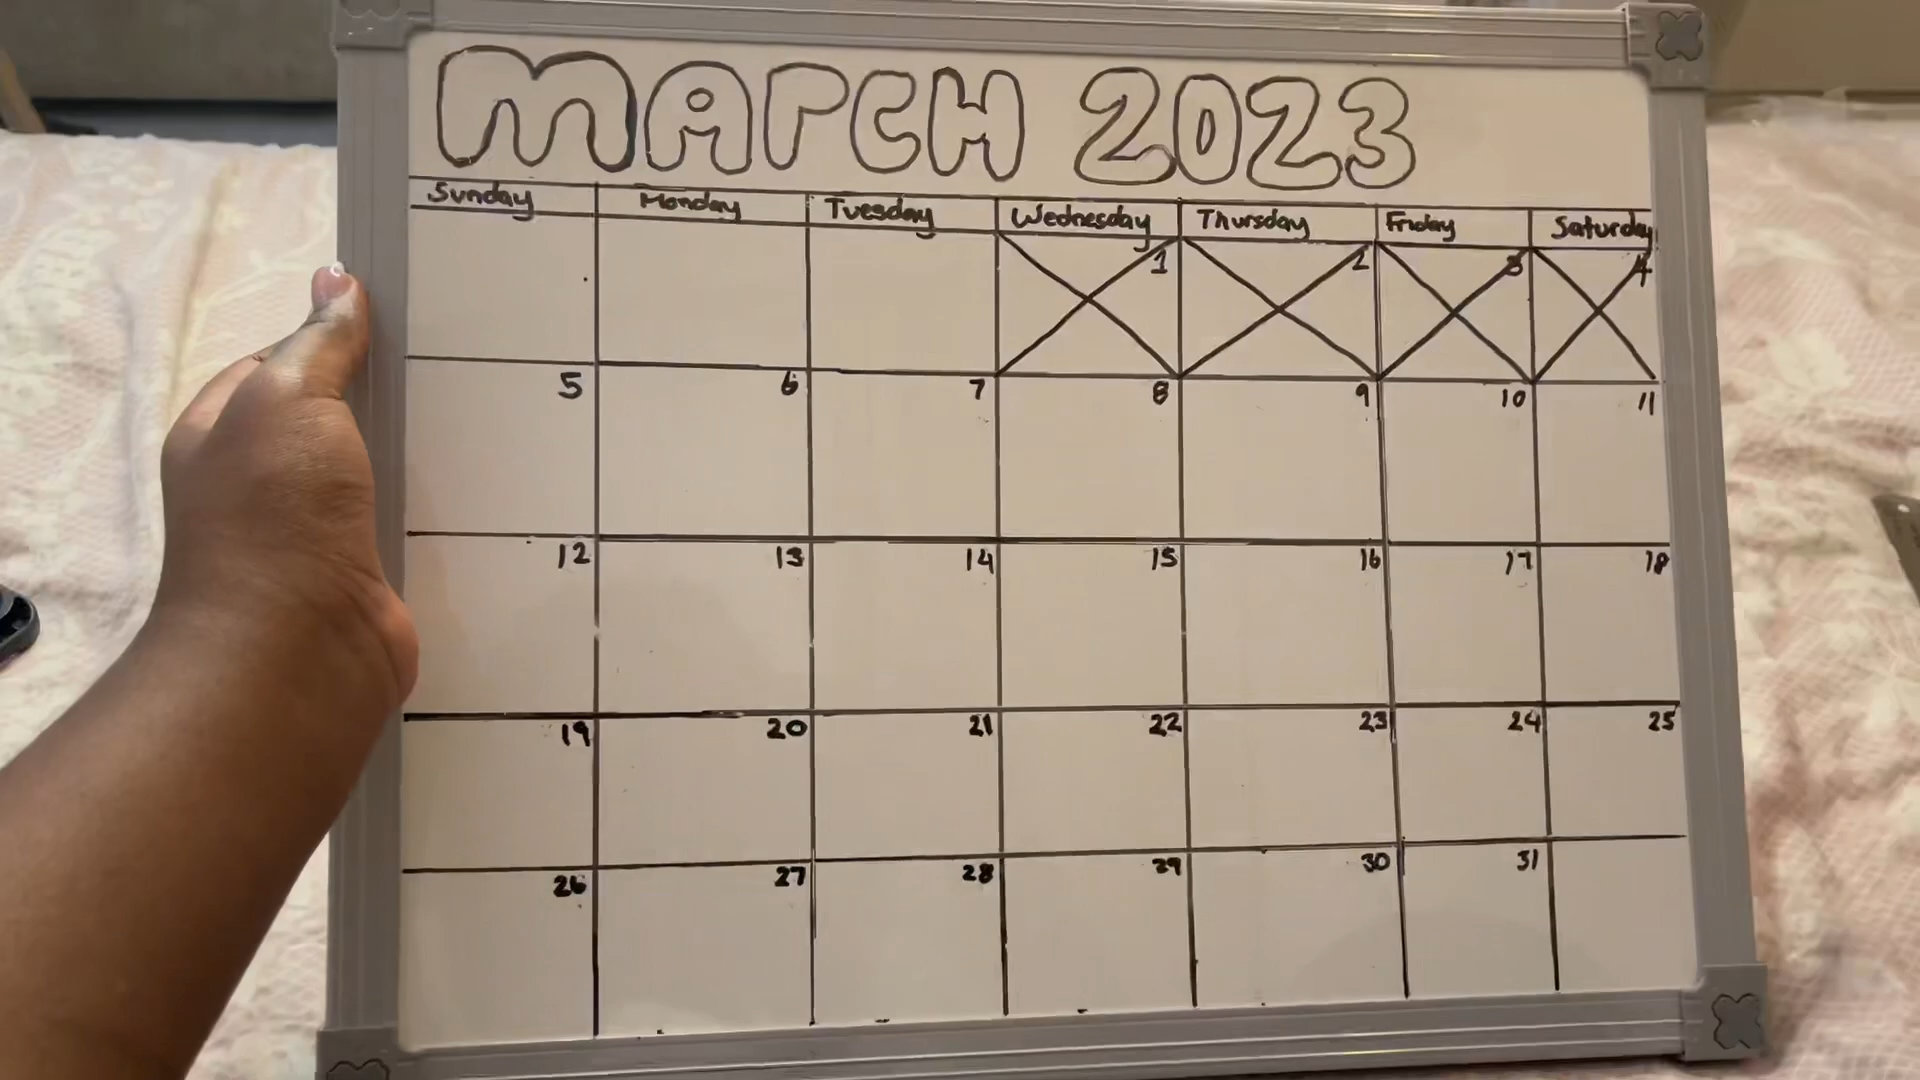 MArCH 2023
Sunday Monday Tuesday Wednesday Thursday Friday Saturday
1 2 3 4
5 6 7 8 9 10 11
12 13 14 15 16 17 18
19 20 21 22 23 24 25
26 27 28 29 30 31